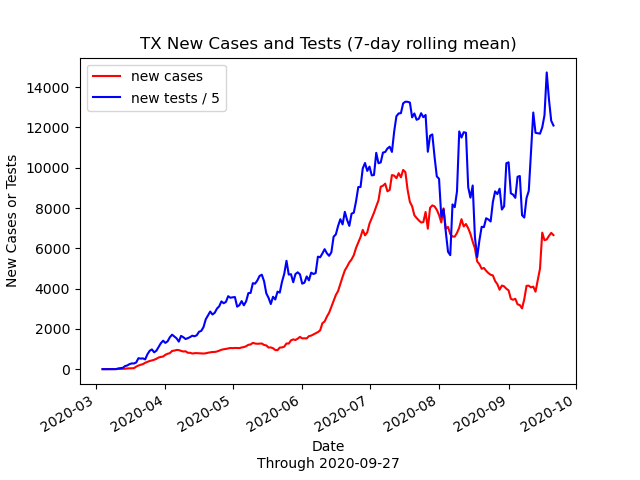 TX New Cases and Tests (7-day rolling mean)
new cases
new tests / 5
14000
12000
10000
8000
6000
4000
2000
0
New Cases or Tests
2020-03
2020-04
2020-05
2020-06
2020-07
2020-08
2020-09
2020-10
Date
Through 2020-09-27